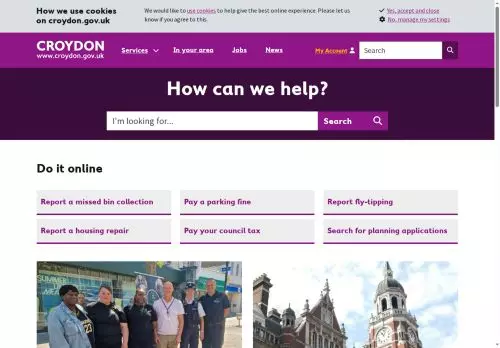 How we use cookies
on croydon.gov.uk
We would like to use cookies to help give the best online experience. Please let
us know if you agree to this.
Yes, accept and close
No, manage my settings
CROYDON
www.croydon.gov.uk
Services
In your area
Jobs
News
My Account
Search
How can we help?
I'm looking for...
Search
Do it online
Report a missed bin collection
Pay a parking fine
Report fly-tipping
Report a housing repair
Pay your council tax
Search for planning applications